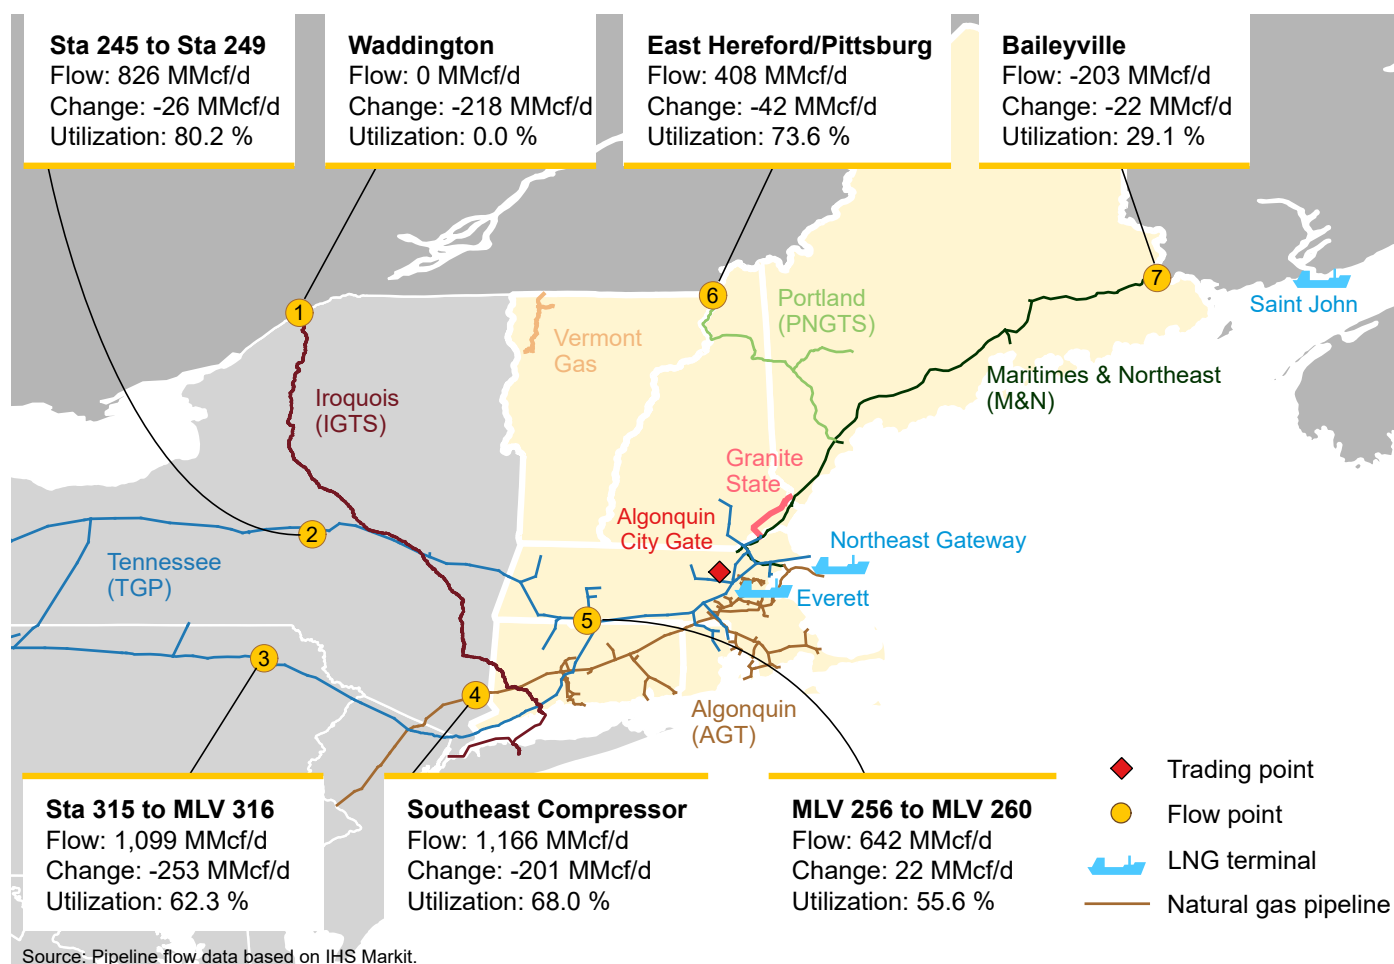 Sta 245 to Sta 249
Flow: 826 MMcf/d
Change: -26 MMcf/d
Utilization: 80.2 %
Waddington
Flow: 0 MMcf/d
Change: -218 MMcf/d
Utilization: 0.0 %
East Hereford/Pittsburg
Flow: 408 MMcf/d
Change: -42 MMcf/d
Utilization: 73.6 %
Baileyville
Flow: -203 MMcf/d
Change: -22 MMcf/d
Utilization: 29.1 %
1
6
7
Saint John
Portland
(PNGTS)
Vermont
Gas
Maritimes & Northeast
(M&N)
Iroquois
(IGTS)
Granite
State
Algonquin
City Gate
2
Northeast Gateway
Tennessee
(TGP)
Everett
5
3
4
Algonquin
(AGT)
Sta 315 to MLV 316
Flow: 1,099 MMcf/d
Change: -253 MMcf/d
Utilization: 62.3 %
Southeast Compressor
Flow: 1,166 MMcf/d
Change: -201 MMcf/d
Utilization: 68.0 %
MLV 256 to MLV 260
Flow: 642 MMcf/d
Change: 22 MMcf/d
Utilization: 55.6 %
Trading point
Flow point
LNG terminal
Natural gas pipeline
Source: Pipeline flow data based on IHS Markit.